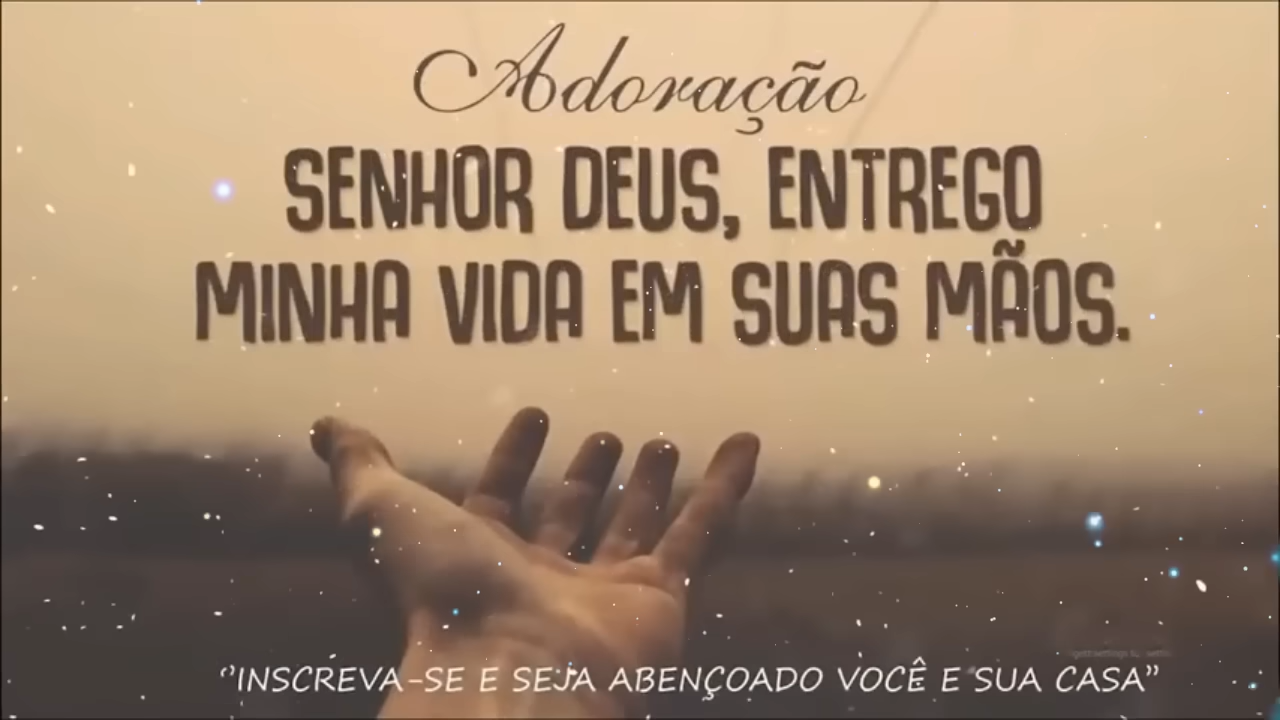 Adoração
SENHOR DEUS, ENTREGO
MINHA VIDA EM SUAS MÃOS.
‘’INSCREVA-SE E SEJA ABENÇOADO VOCÊ E SUA CASA”